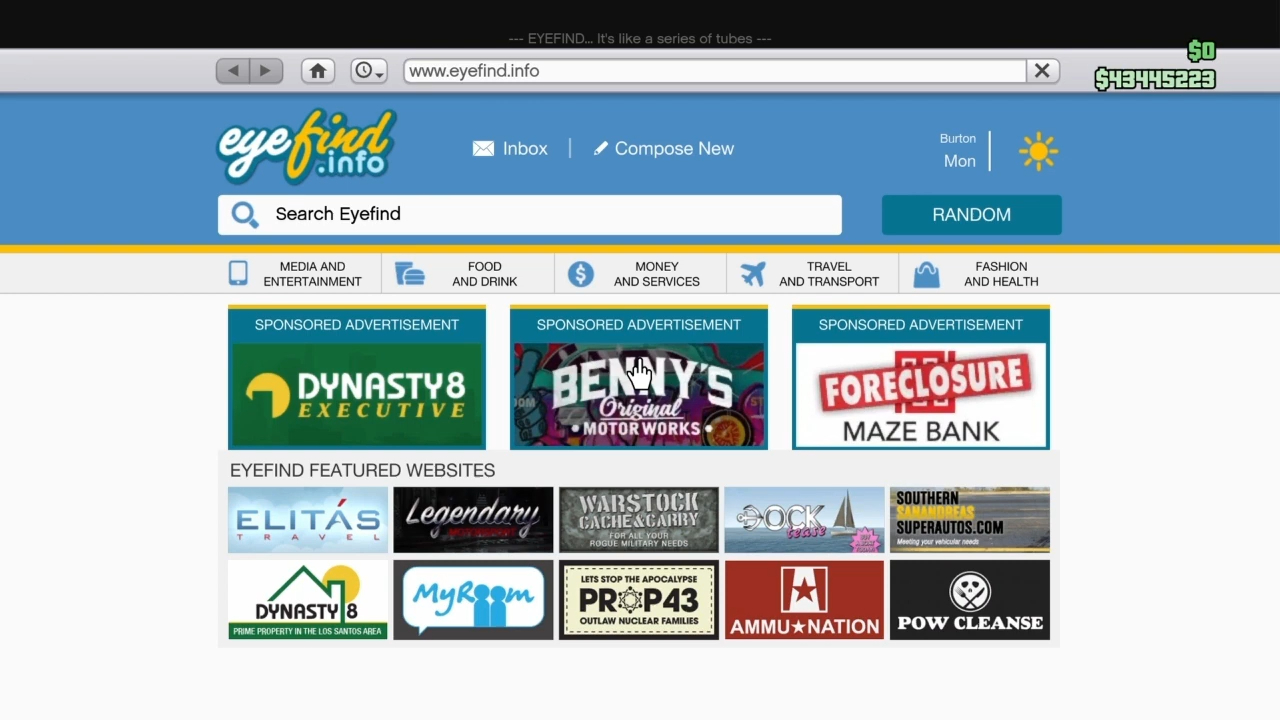 --- EYEFIND... It's like a series of tubes ---
$0
www.eyefind.info
$43445223
eyefind.info
Inbox
Compose New
Burton
Mon
Search Eyefind
RANDOM
MEDIA AND
ENTERTAINMENT
FOOD
AND DRINK
MONEY
AND SERVICES
TRAVEL
AND TRANSPORT
FASHION
AND HEALTH
SPONSORED ADVERTISEMENT
DYNASTY8
EXECUTIVE
SPONSORED ADVERTISEMENT
BENNY'S
Original
MOTORWORKS
SPONSORED ADVERTISEMENT
FORECLOSURE
MAZE BANK
EYEFIND FEATURED WEBSITES
ELITÁS
TRAVEL
Legendary
WARSTOCK
CACHE&CARRY
FOR ALL YOUR
ROGUE MILITARY NEEDS
DOCK
tease
SOUTHERN
SANANDREAS
SUPERAUTOS.COM
Meeting your vehicular needs
DYNASTY 8
PRIME PROPERTY IN THE LOS SANTOS AREA
MyRoom
LETS STOP THE APOCALYPSE
PROP43
OUTLAW NUCLEAR FAMILIES
AMMU★NATION
POW CLEANSE